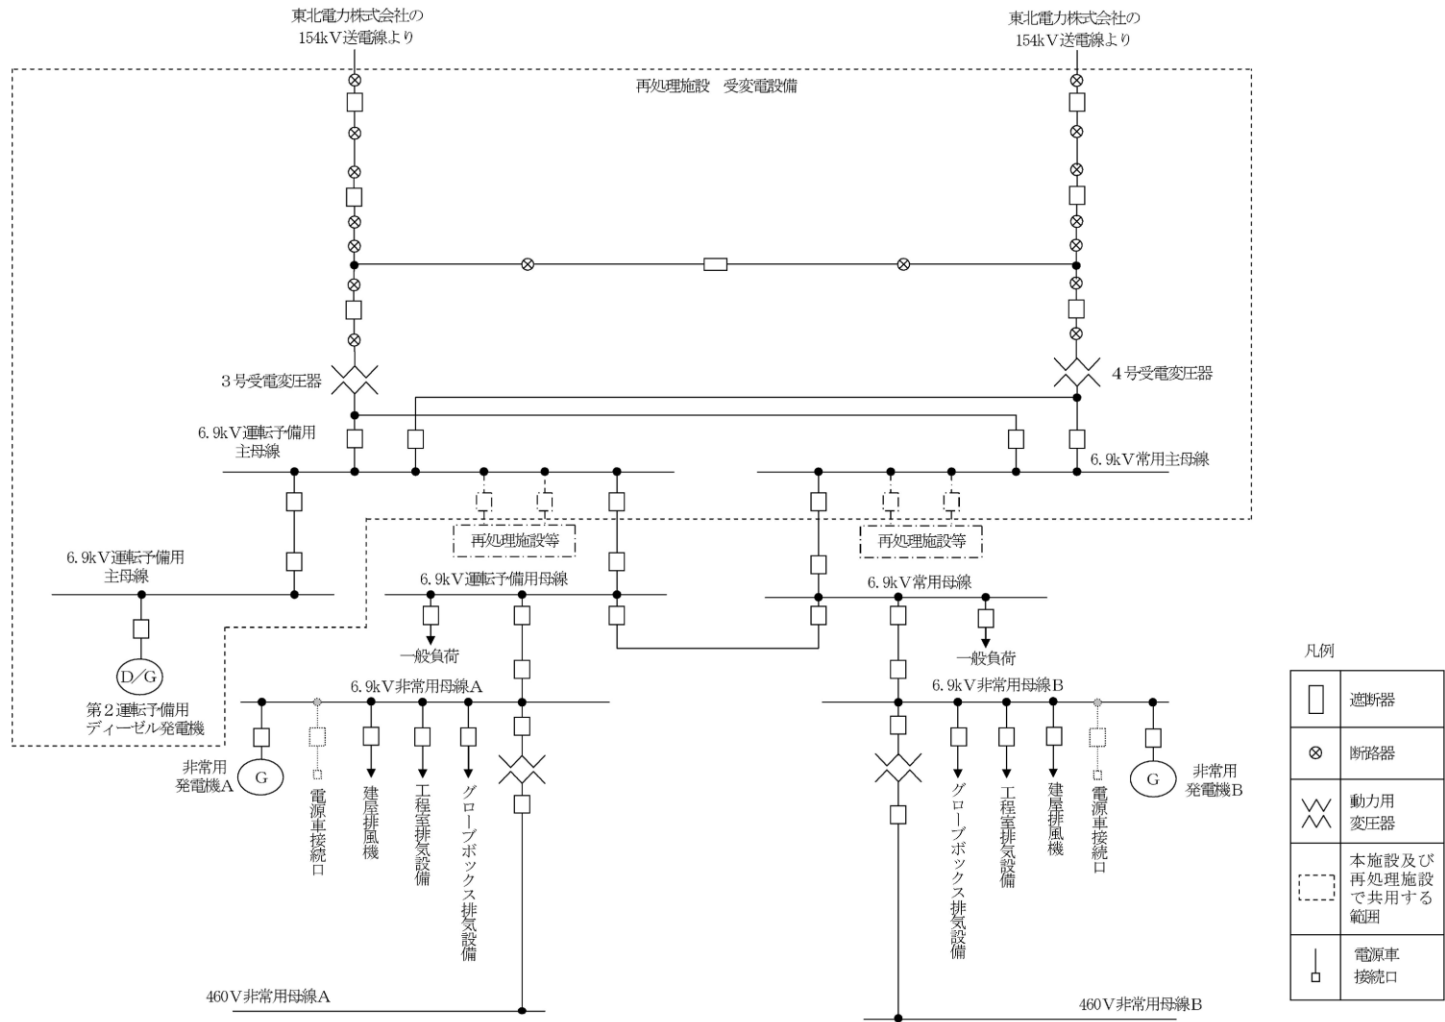 東北電力株式会社の
154kV送電線より
東北電力株式会社の
154kV送電線より
再処理施設 受変電設備
3号受電変圧器
4号受電変圧器
6.9kV運転予備用
主母線
6.9kV常用主母線
再処理施設等
再処理施設等
6.9kV運転予備用
主母線
6.9kV運転予備用母線
6.9kV常用母線
一般負荷
一般負荷
D/G
第2運転予備用
ディーゼル発電機
6.9kV非常用母線A
6.9kV非常用母線B
G
非常用
発電機A
電源車接続口
建屋排風機
工程室排気設備
グローブボックス排気設備
グローブボックス排気設備
工程室排気設備
建屋排風機
電源車接続口
G
非常用
発電機B
460V非常用母線A
460V非常用母線B
凡例
遮断器
断路器
動力用
変圧器
本施設及び
再処理施設
で共用する
範囲
電源車
接続口